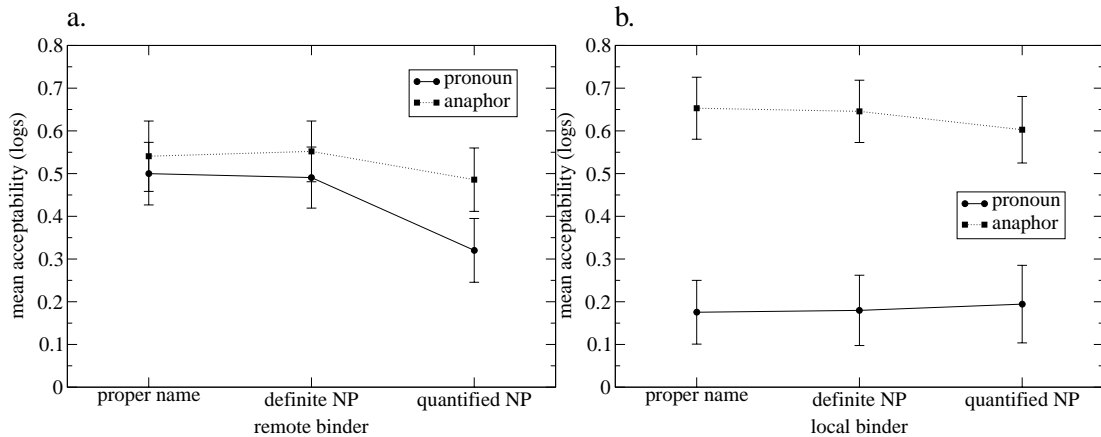 a.
mean acceptability (logs)
0.8
0.7
0.6
0.5
0.4
0.3
0.2
0.1
0
pronoun
anaphor
proper name
definite NP
quantified NP
remote binder
b.
mean acceptability (logs)
0.8
0.7
0.6
0.5
0.4
0.3
0.2
0.1
0
pronoun
anaphor
proper name
definite NP
quantified NP
local binder